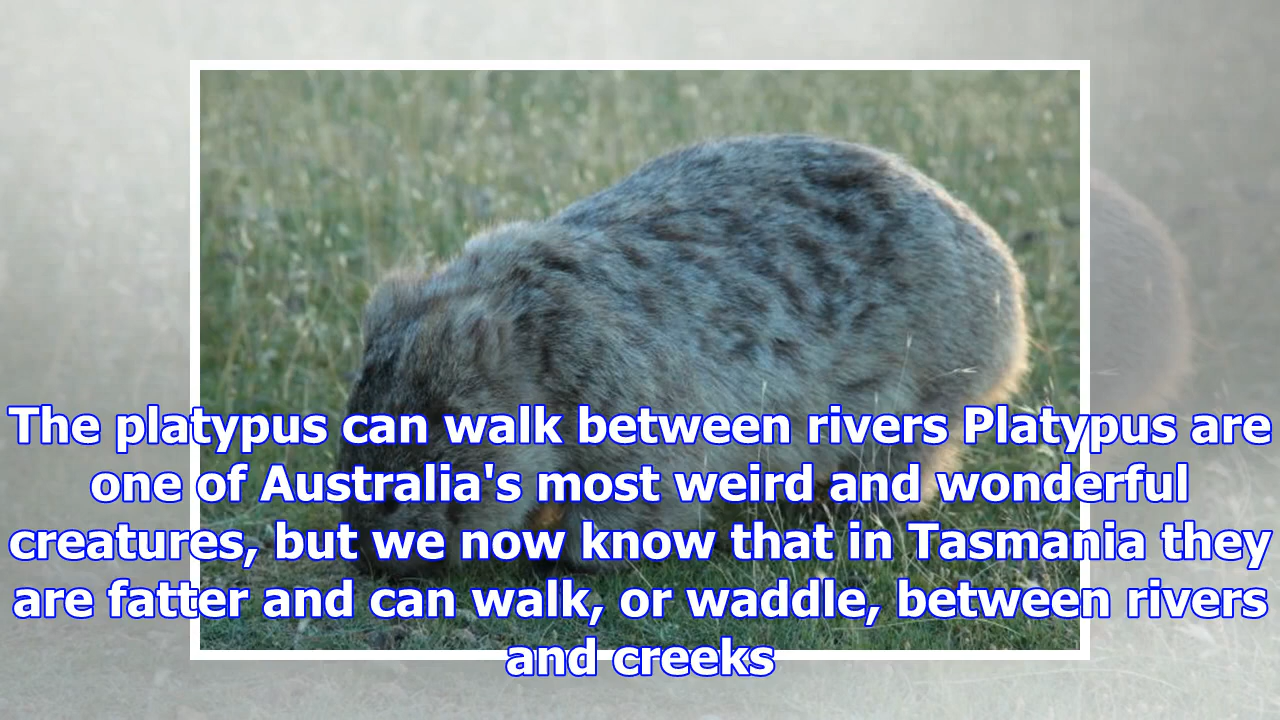 The platypus can walk between rivers Platypus are
one of Australia's most weird and wonderful
creatures, but we now know that in Tasmania they
are fatter and can walk, or waddle, between rivers
and creeks